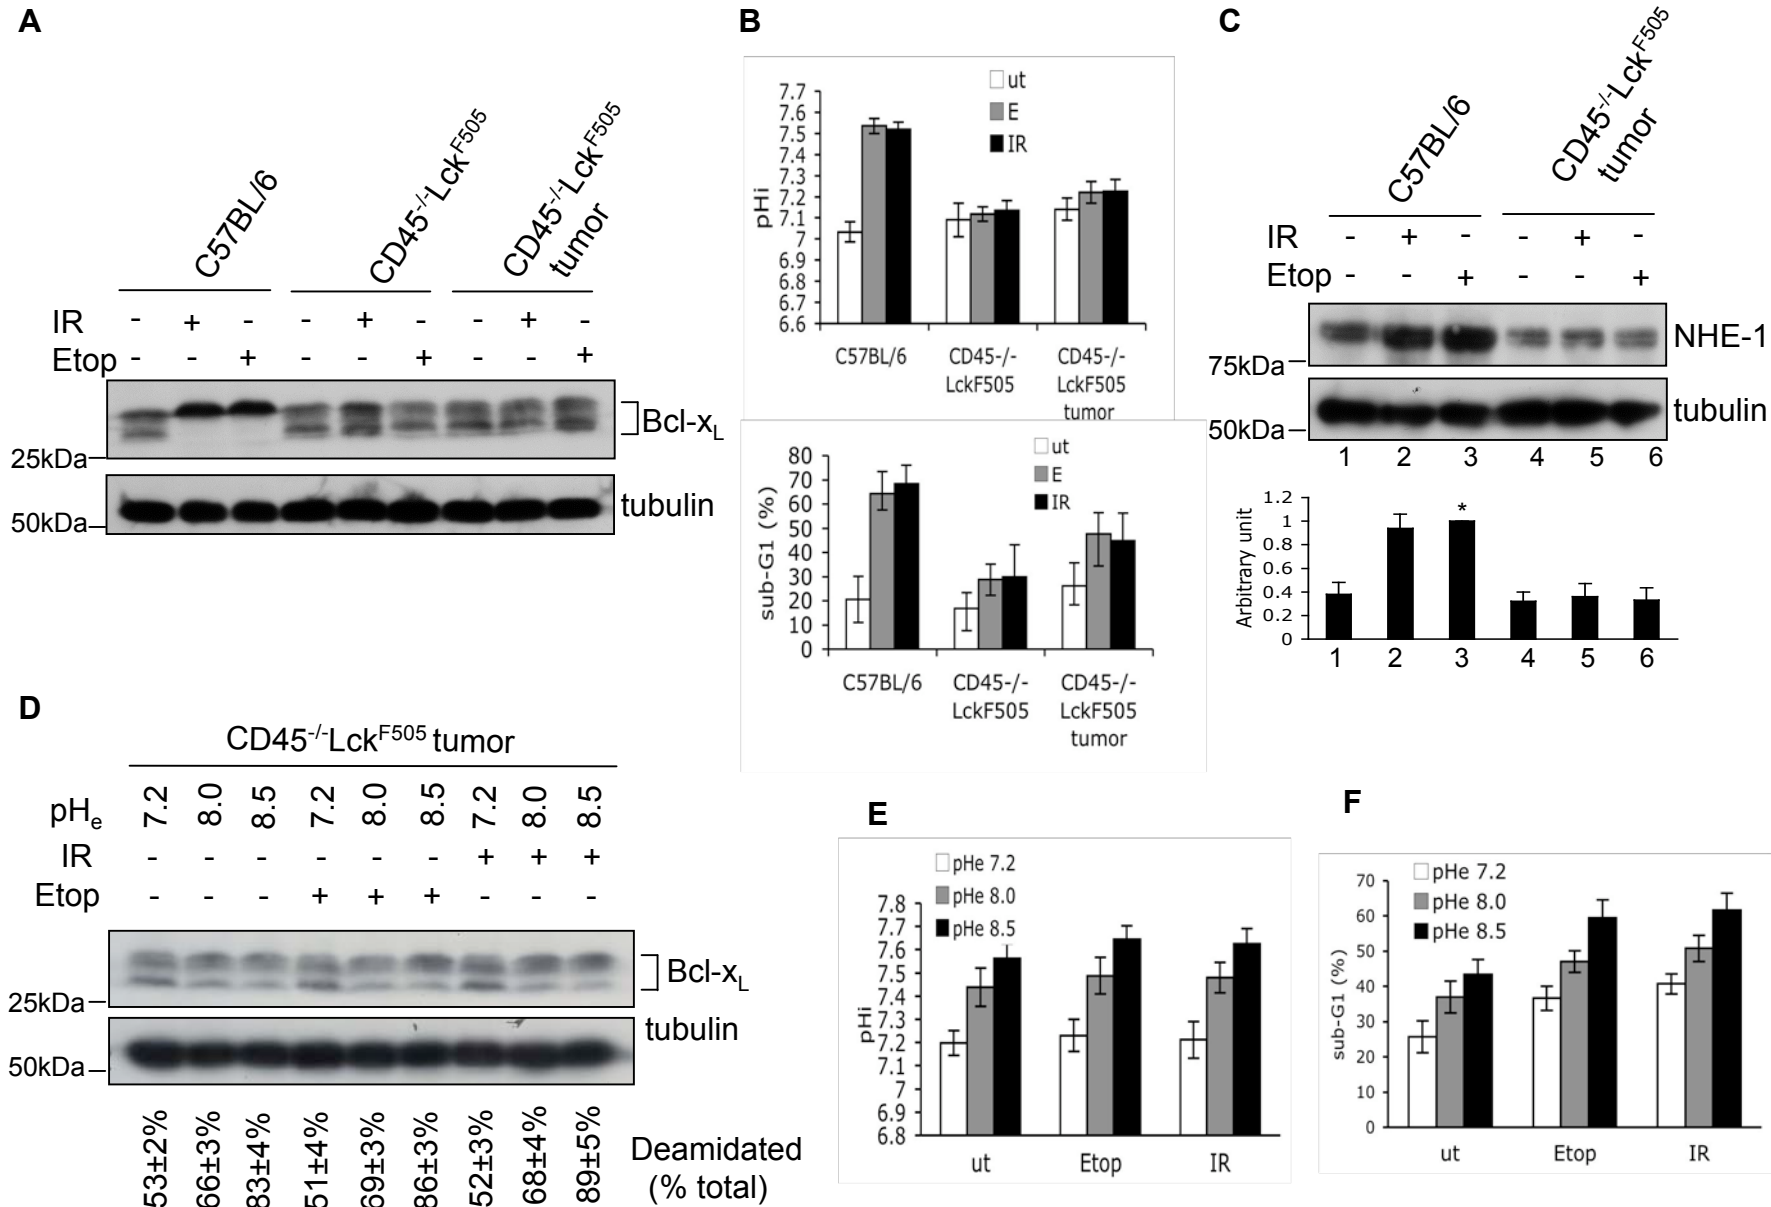 A
C57BL/6
CD45-/-LckF505
CD45-/-LckF505
tumor
IR - + - - + - - + -
Etop - - + - - + - - +
Bcl-xL
25kDa
tubulin
50kDa
B
ut
E
IR
pHi
7.7
7.6
7.5
7.4
7.3
7.2
7.1
7
6.9
6.8
6.7
6.6
C57BL/6
CD45-/-
LckF505
CD45-/-
LckF505
tumor
ut
E
IR
sub-G1 (%)
80
70
60
50
40
30
20
10
0
C57BL/6
CD45-/-
LckF505
CD45-/-
LckF505
tumor
C
C57BL/6
CD45-/-LckF505
tumor
IR - + - - + -
Etop - - + - - +
NHE-1
75kDa
tubulin
50kDa
1 2 3 4 5 6
Arbitrary unit
1.2
1
0.8
0.6
0.4
0.2
0
*
1 2 3 4 5 6
D
CD45-/-LckF505 tumor
pHe 7.2 8.0 8.5 7.2 8.0 8.5 7.2 8.0 8.5
IR - - - - - - + + +
Etop - - - + + + - - -
Bcl-xL
25kDa
tubulin
50kDa
53±2% 66±3% 83±4% 51±4% 69±3% 86±3% 52±3% 68±4% 89±5%
Deamidated
(% total)
E
pHe 7.2
pHe 8.0
pHe 8.5
pHi
7.8
7.7
7.6
7.5
7.4
7.3
7.2
7.1
7
6.9
6.8
ut Etop IR
F
pHe 7.2
pHe 8.0
pHe 8.5
sub-G1 (%)
70
60
50
40
30
20
10
0
ut Etop IR